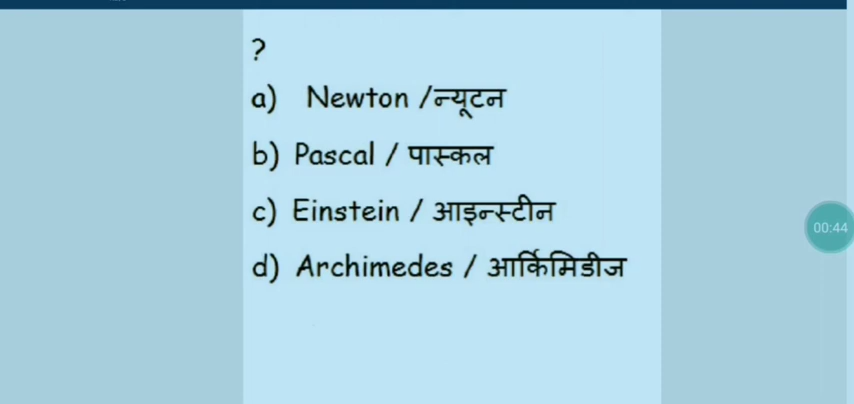 ?
a) Newton /न्यूटन
b) Pascal / पास्कल
c) Einstein / आइन्स्टीन
d) Archimedes / आर्किमिडीज
00:44